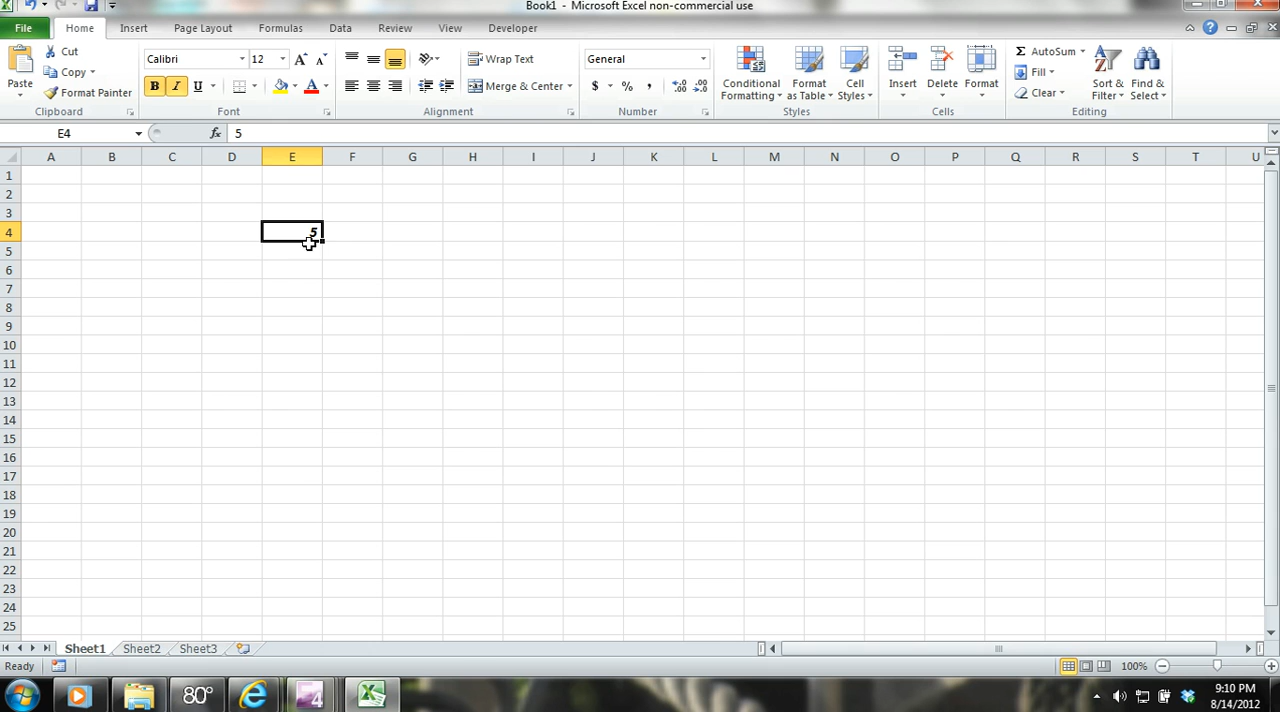 Book1 - Microsoft Excel non-commercial use
File Home Insert Page Layout Formulas Data Review View Developer
Paste
Cut
Copy
Format Painter
Clipboard
Calibri 12
B I U A
Font
Wrap Text
Merge & Center
Alignment
General
$ % ,
Number
Conditional Formatting
Format as Table
Cell Styles
Styles
Insert Delete Format
Cells
Σ AutoSum
Fill
Clear
Sort & Filter
Find & Select
Editing
E4 fx 5
A B C D E F G H I J K L M N O P Q R S T U
1
2
3
4 5
5
6
7
8
9
10
11
12
13
14
15
16
17
18
19
20
21
22
23
24
25
Sheet1 Sheet2 Sheet3
Ready 100%
80° 4
9:10 PM
8/14/2012